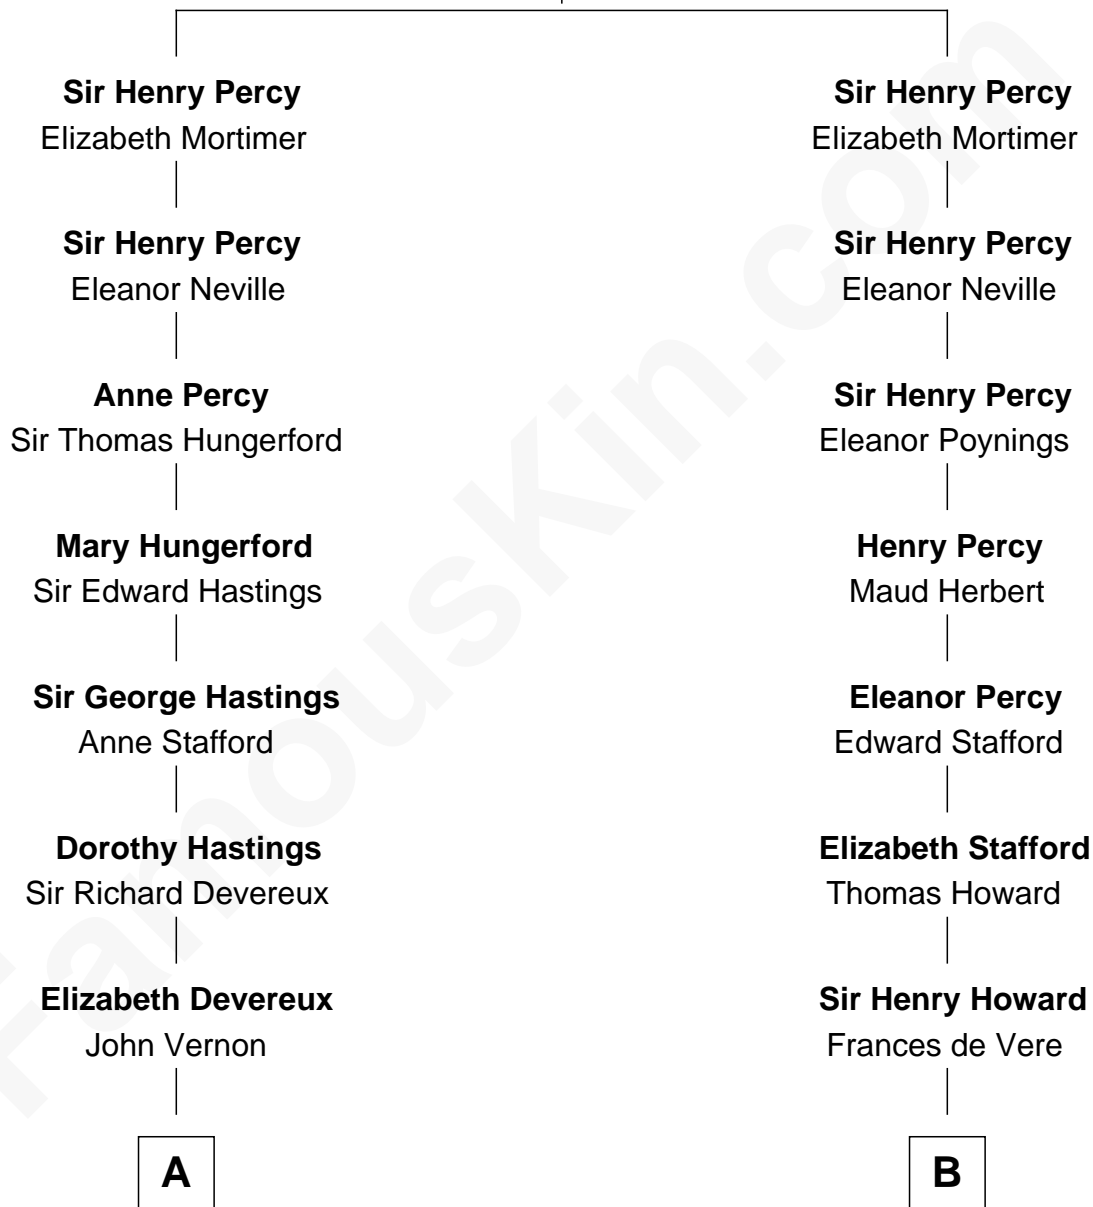 Sir Henry Percy
Elizabeth Mortimer
Sir Henry Percy
Eleanor Neville
Anne Percy
Sir Thomas Hungerford
Mary Hungerford
Sir Edward Hastings
Sir George Hastings
Anne Stafford
Dorothy Hastings
Sir Richard Devereux
Elizabeth Devereux
John Vernon
A
Sir Henry Percy
Elizabeth Mortimer
Sir Henry Percy
Eleanor Neville
Sir Henry Percy
Eleanor Poynings
Henry Percy
Maud Herbert
Eleanor Percy
Edward Stafford
Elizabeth Stafford
Thomas Howard
Sir Henry Howard
Frances de Vere
B
FamousKin.com